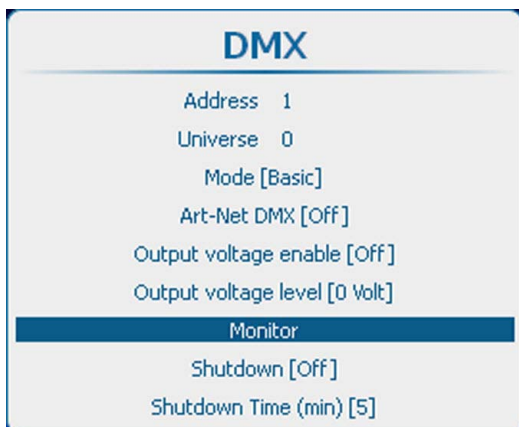 DMX
Address 1
Universe 0
Mode [Basic]
Art-Net DMX [Off]
Output voltage enable [Off]
Output voltage level [0 Volt]
Monitor
Shutdown [Off]
Shutdown Time (min) [5]